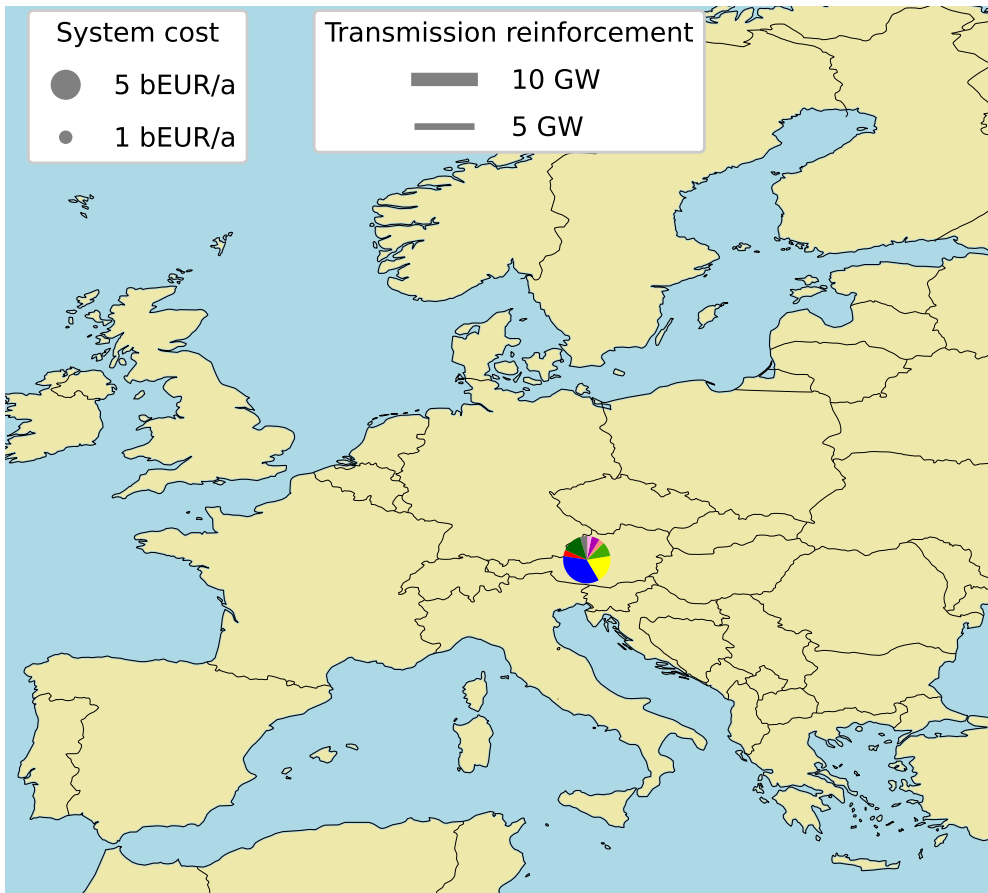 System cost
5 bEUR/a
1 bEUR/a
Transmission reinforcement
10 GW
5 GW